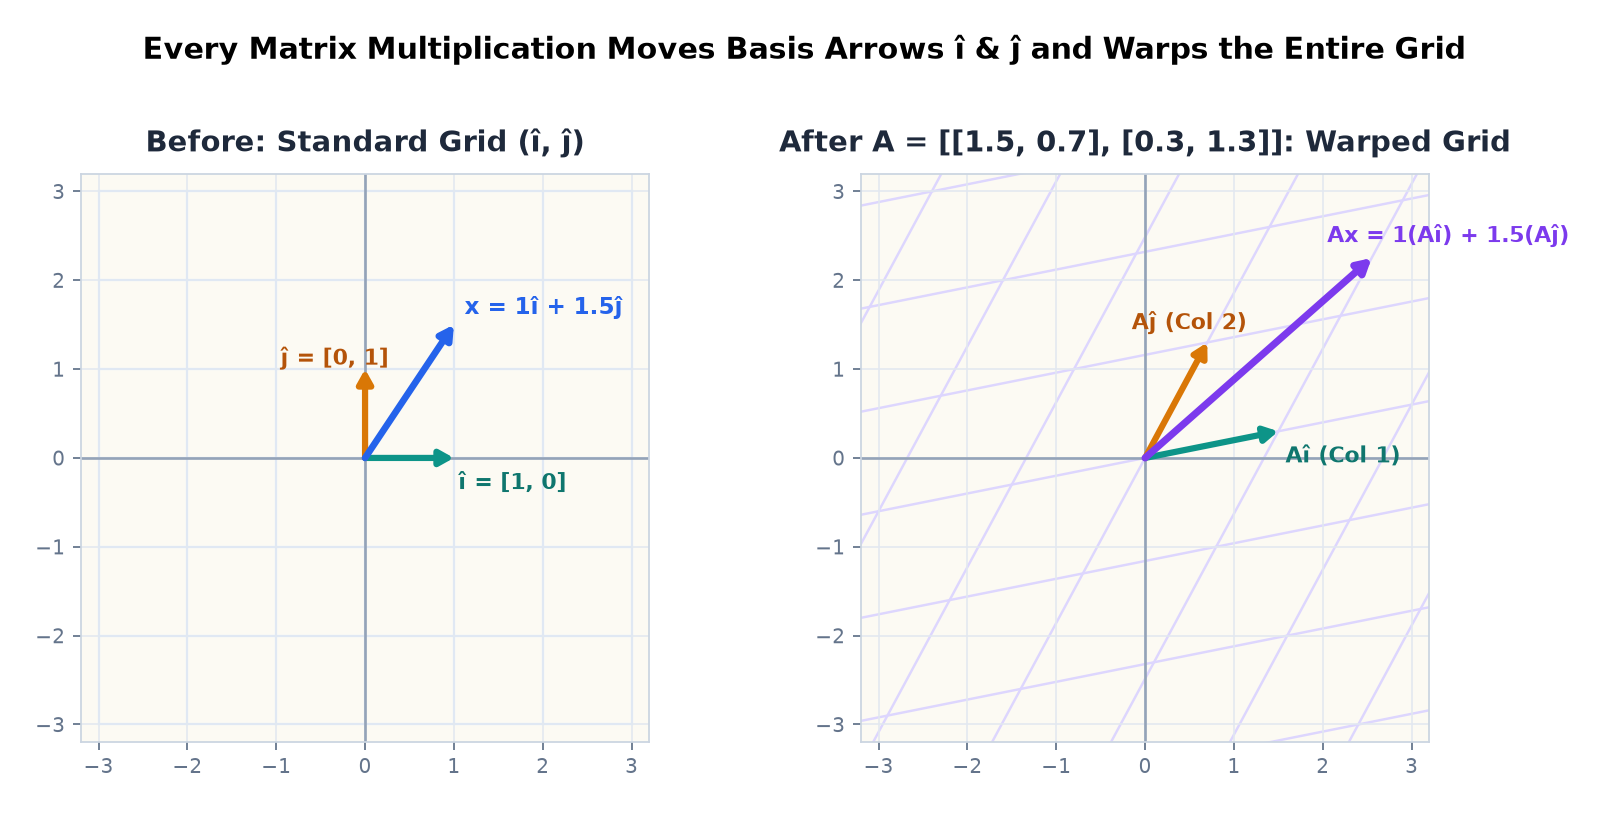 Every Matrix Multiplication Moves Basis Arrows î & ĵ and Warps the Entire Grid
Before: Standard Grid (î, ĵ)
3
2
1
0
−1
−2
−3
−3 −2 −1 0 1 2 3
x = 1î + 1.5ĵ
ĵ = [0, 1]
î = [1, 0]
After A = [[1.5, 0.7], [0.3, 1.3]]: Warped Grid
3
2
1
0
−1
−2
−3
−3 −2 −1 0 1 2 3
Ax = 1(Aî) + 1.5(Aĵ)
Aĵ (Col 2)
Aî (Col 1)